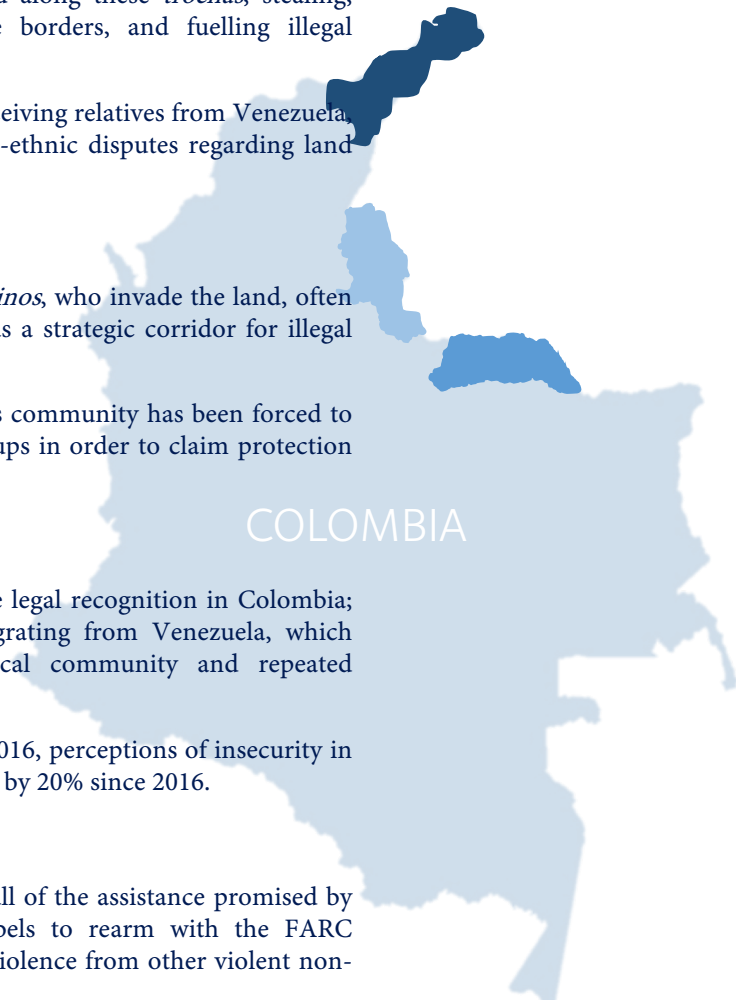 along these trochas, stealing,
borders, and fuelling illegal
eiving relatives from Venezuela,
-ethnic disputes regarding land
inos, who invade the land, often
s a strategic corridor for illegal
s community has been forced to
ups in order to claim protection
COLOMBIA
e legal recognition in Colombia;
grating from Venezuela, which
cal community and repeated
016, perceptions of insecurity in
by 20% since 2016.
ll of the assistance promised by
bels to rearm with the FARC
iolence from other violent non-